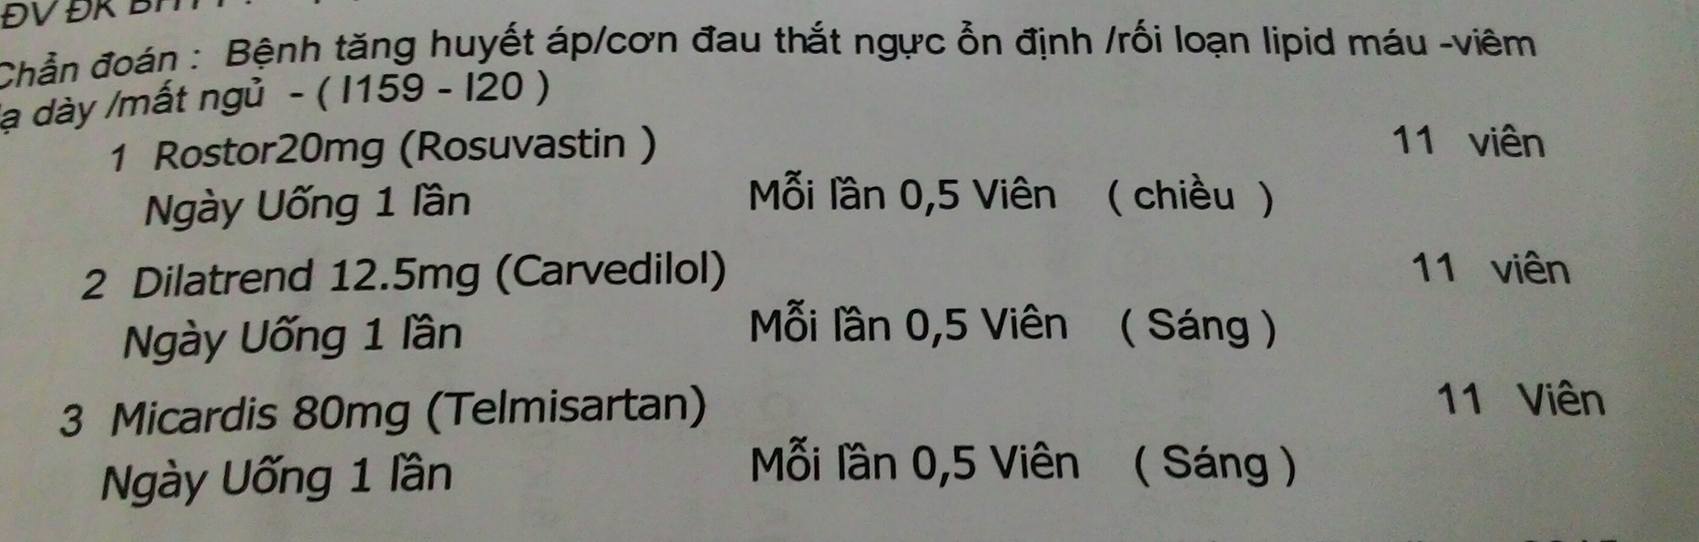 ĐV ĐK
Chẩn đoán : Bệnh tăng huyết áp/cơn đau thắt ngực ổn định /rối loạn lipid máu -viêm
dạ dày /mất ngủ - ( I159 - I20 )
1 Rostor20mg (Rosuvastin ) 11 viên
Ngày Uống 1 lần Mỗi lần 0,5 Viên ( chiều )
2 Dilatrend 12.5mg (Carvedilol) 11 viên
Ngày Uống 1 lần Mỗi lần 0,5 Viên ( Sáng )
3 Micardis 80mg (Telmisartan) 11 Viên
Ngày Uống 1 lần Mỗi lần 0,5 Viên ( Sáng )